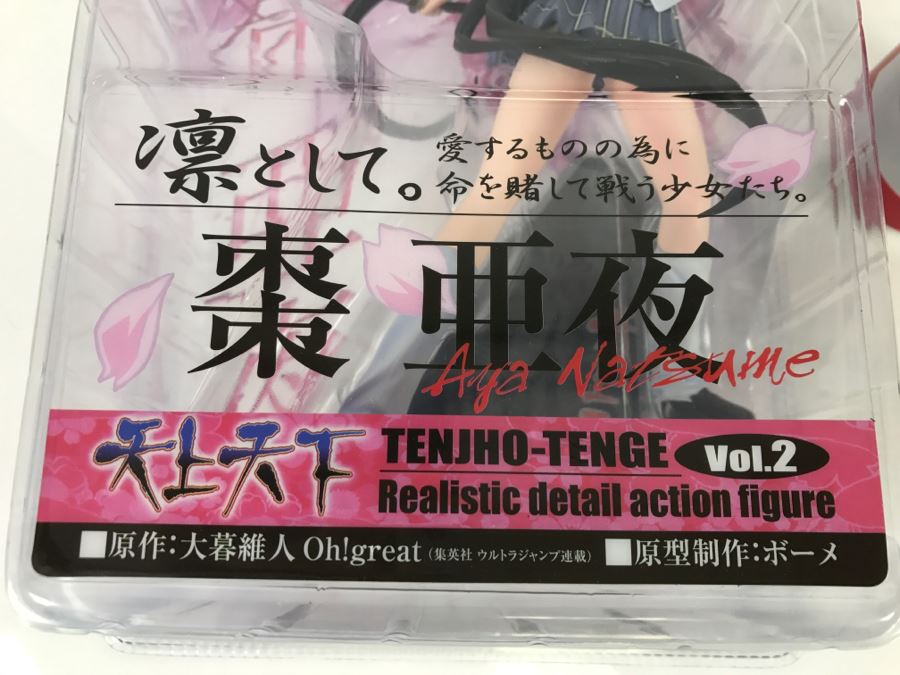 凛として。
愛するものの為に
命を賭して戦う少女たち。
棗 亜夜
Aya Natsume
天上天下
TENJHO-TENGE Vol.2
Realistic detail action figure
■原作：大暮維人 Oh!great（集英社 ウルトラジャンプ連載） ■原型制作：ボーメ